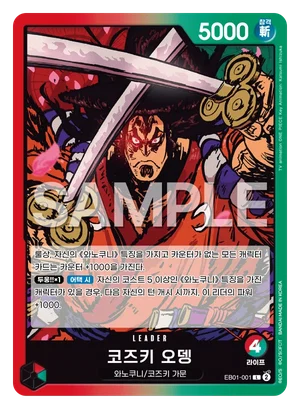 5000
참격
斬
SAMPLE
룰상, 자신의 《와노쿠니》 특징을 가지고 카운터가 없는 모든 캐릭터
카드는 카운터 +1000을 가진다.
두웅!!×1 어택 시 자신의 코스트 5 이상인 《와노쿠니》 특징을 가진
캐릭터가 있을 경우, 다음 자신의 턴 개시 시까지, 이 리더의 파워
+1000.
LEADER
코즈키 오뎅
와노쿠니/코즈키 가문
4
라이프
EB01-001 L 2